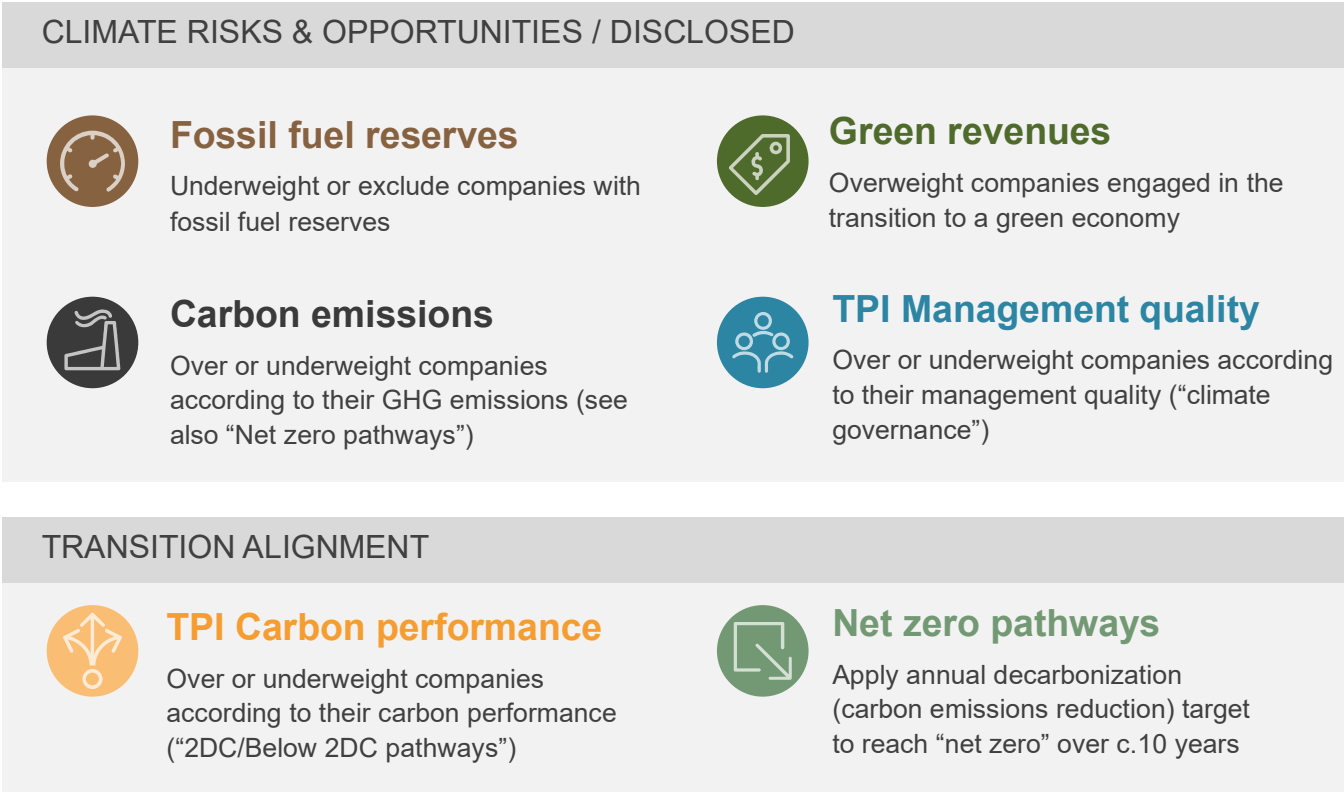 CLIMATE RISKS & OPPORTUNITIES / DISCLOSED
Fossil fuel reserves
Underweight or exclude companies with
fossil fuel reserves
Green revenues
Overweight companies engaged in the
transition to a green economy
Carbon emissions
Over or underweight companies
according to their GHG emissions (see
also “Net zero pathways”)
TPI Management quality
Over or underweight companies according
to their management quality (“climate
governance”)
TRANSITION ALIGNMENT
TPI Carbon performance
Over or underweight companies
according to their carbon performance
(“2DC/Below 2DC pathways”)
Net zero pathways
Apply annual decarbonization
(carbon emissions reduction) target
to reach “net zero” over c.10 years
$